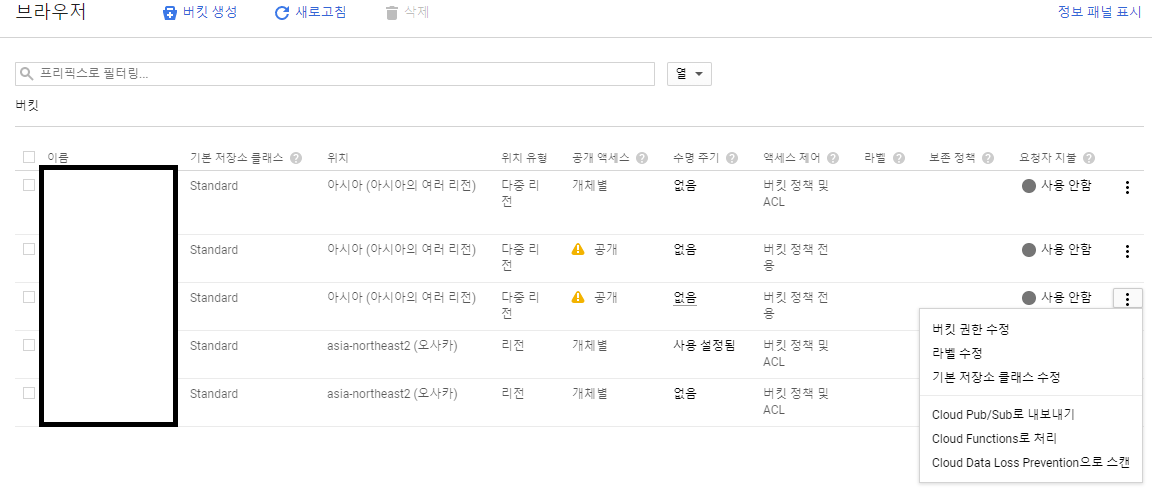 브라우저 버킷 생성 새로고침 삭제 정보 패널 표시
프리픽스로 필터링... 열
버킷
이름 기본 저장소 클래스 위치 위치 유형 공개 액세스 수명 주기 액세스 제어 라벨 보존 정책 요청자 지불
Standard 아시아 (아시아의 여러 리전) 다중 리 개체별 없음 버킷 정책 및 사용 안함
전 ACL
Standard 아시아 (아시아의 여러 리전) 다중 리 공개 없음 버킷 정책 전 사용 안함
전 용
Standard 아시아 (아시아의 여러 리전) 다중 리 공개 없음 버킷 정책 전 사용 안함
전 용
Standard asia-northeast2 (오사카) 리전 개체별 사용 설정됨 버킷 정책 및
ACL
Standard asia-northeast2 (오사카) 리전 개체별 없음 버킷 정책 및
ACL
버킷 권한 수정
라벨 수정
기본 저장소 클래스 수정
Cloud Pub/Sub로 내보내기
Cloud Functions로 처리
Cloud Data Loss Prevention으로 스캔